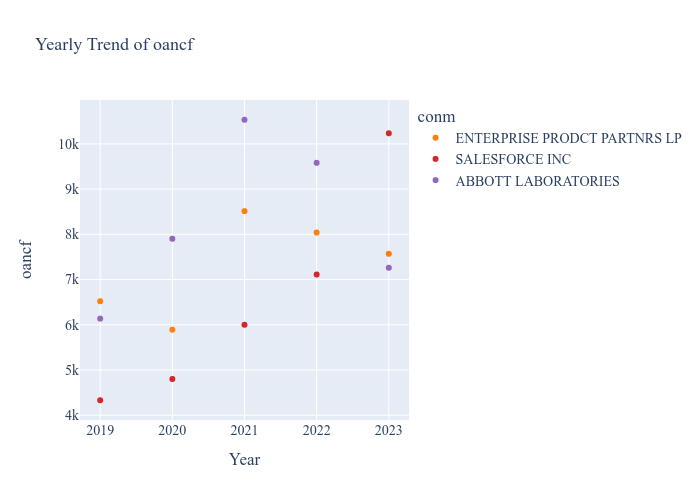 Yearly Trend of oancf
conm
ENTERPRISE PRODCT PARTNRS LP
SALESFORCE INC
ABBOTT LABORATORIES
10k
9k
8k
7k
6k
5k
4k
oancf
2019 2020 2021 2022 2023
Year